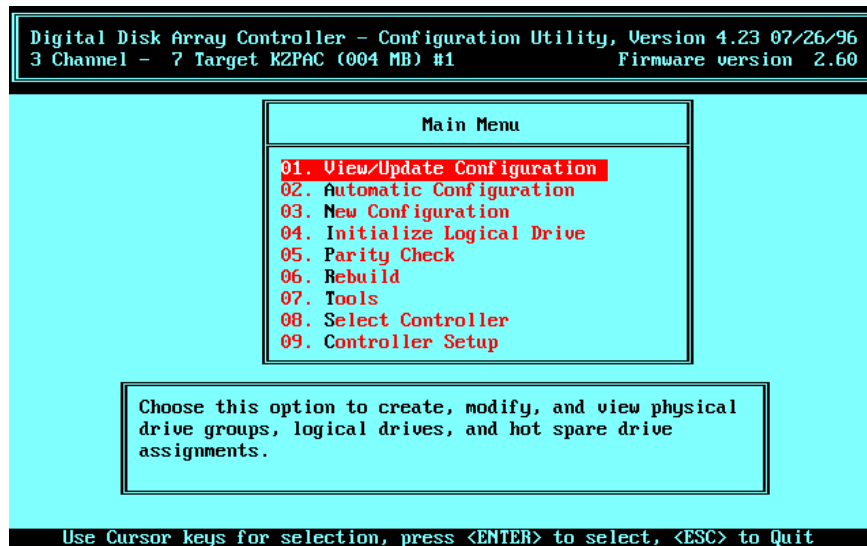 Digital Disk Array Controller - Configuration Utility, Version 4.23 07/26/96
3 Channel - 7 Target KZPAC (004 MB) #1 Firmware version 2.60
Main Menu
01. View/Update Configuration
02. Automatic Configuration
03. New Configuration
04. Initialize Logical Drive
05. Parity Check
06. Rebuild
07. Tools
08. Select Controller
09. Controller Setup
Choose this option to create, modify, and view physical
drive groups, logical drives, and hot spare drive
assignments.
Use Cursor keys for selection, press <ENTER> to select, <ESC> to Quit